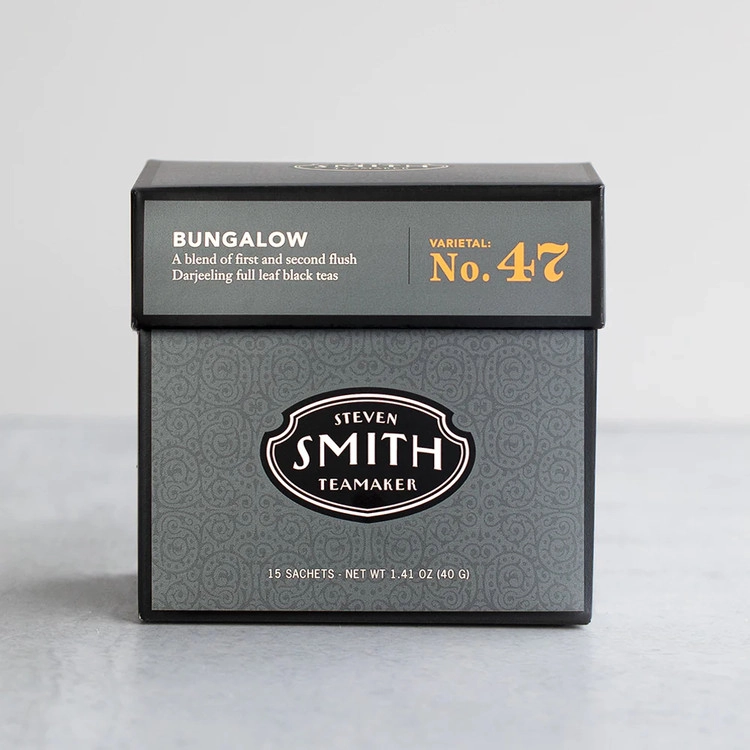 BUNGALOW
A blend of first and second flush
Darjeeling full leaf black teas
VARIETAL:
No. 47
STEVEN
SMITH
TEAMAKER
15 SACHETS - NET WT 1.41 OZ (40 G)